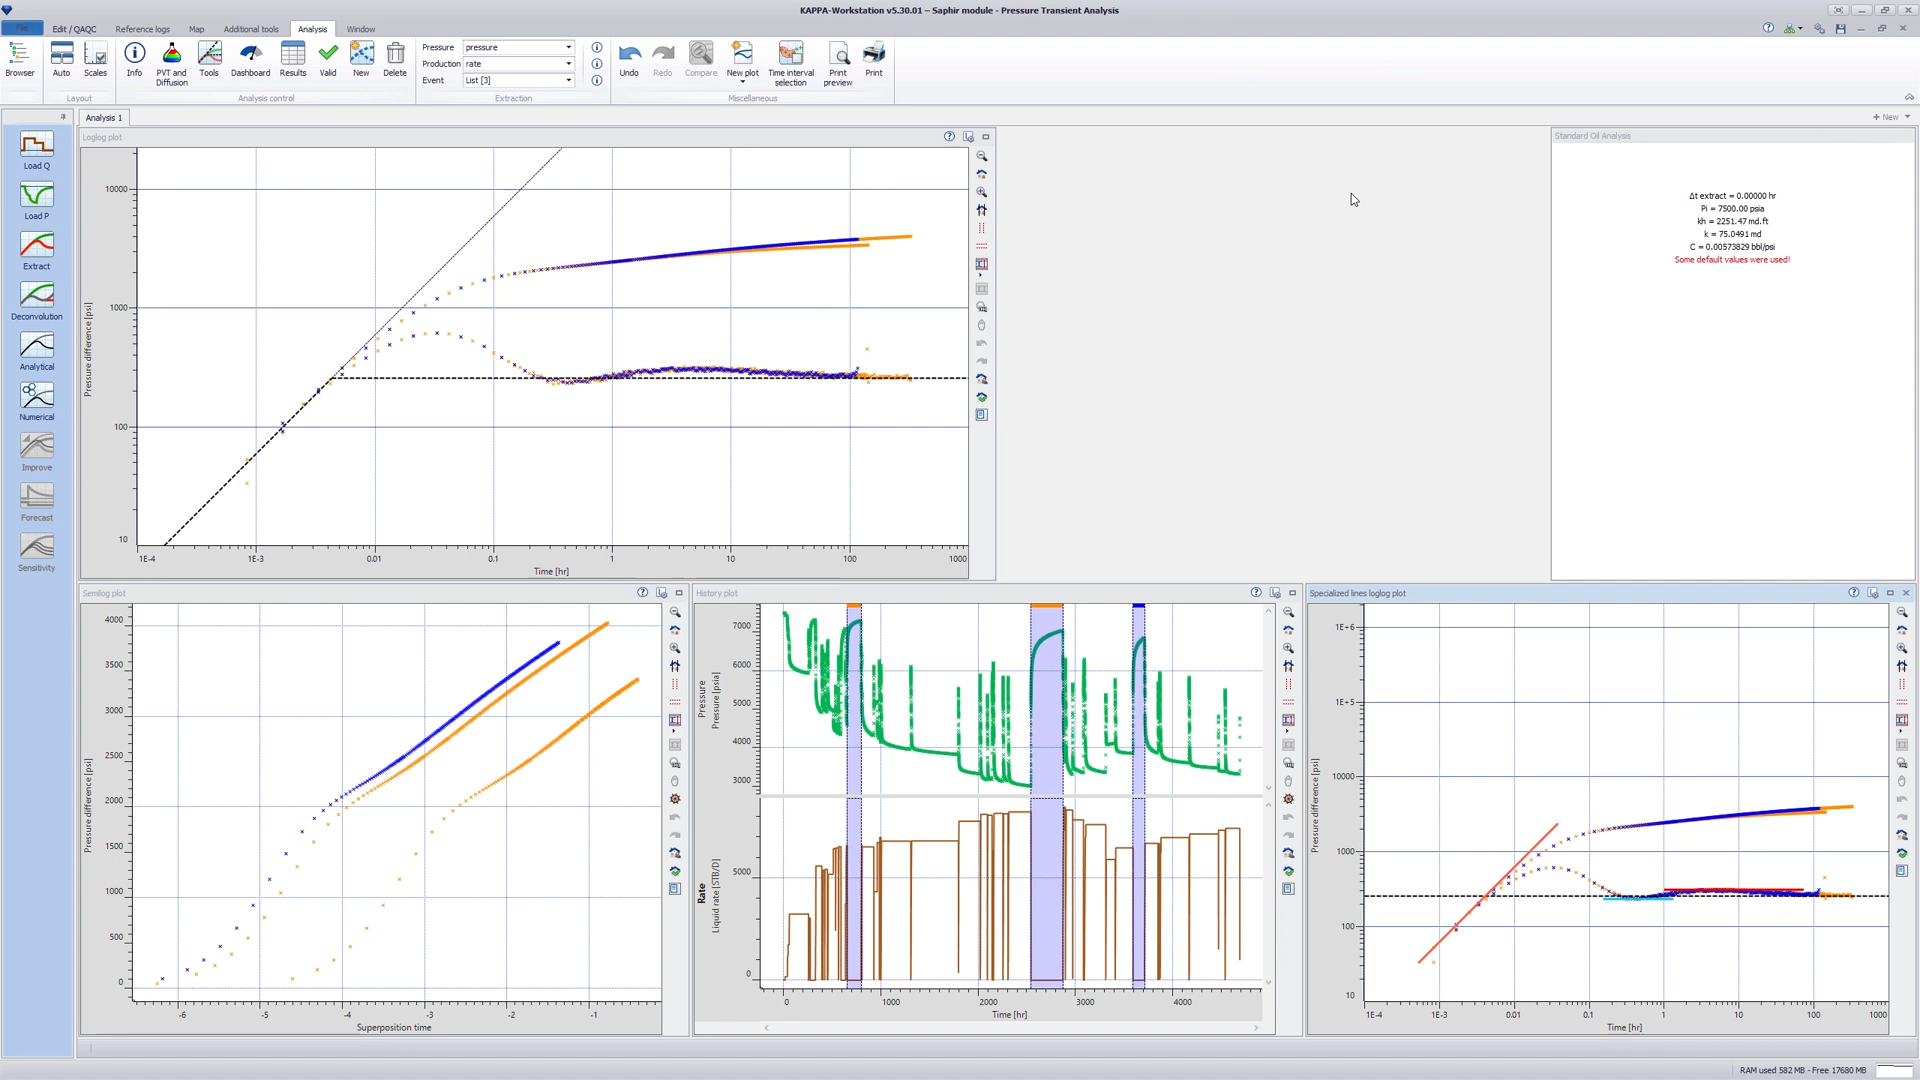 KAPPA-Workstation v5.30.01 – Saphir module - Pressure Transient Analysis
File Edit / QAQC Reference logs Map Additional tools Analysis Window
Browser Auto Scales Info PVT and Diffusion Tools Dashboard Results Valid New Delete
Pressure pressure
Production rate
Event List [3]
Undo Redo Compare New plot Time interval selection Print preview Print
Layout Analysis control Extraction Miscellaneous
Analysis 1
+ New
Load Q
Load P
Extract
Deconvolution
Analytical
Numerical
Improve
Forecast
Sensitivity
Loglog plot
10000
1000
100
10
Pressure difference [psi]
1E-4 1E-3 0.01 0.1 1 10 100 1000
Time [hr]
Standard Oil Analysis
Δt extract = 0.00000 hr
Pi = 7500.00 psia
kh = 2251.47 md.ft
k = 75.0491 md
C = 0.00573829 bbl/psi
Some default values were used!
Semilog plot
4000
3500
3000
2500
2000
1500
1000
500
0
Pressure difference [psi]
-6 -5 -4 -3 -2 -1
Superposition time
History plot
7000
6000
5000
4000
3000
Pressure
Pressure [psia]
5000
0
Rate
Liquid rate [STB/D]
0 1000 2000 3000 4000
Time [hr]
Specialized lines loglog plot
1E+6
1E+5
10000
1000
100
10
Pressure difference [psi]
1E-4 1E-3 0.01 0.1 1 10 100 1000
Time [hr]
RAM used 582 MB - Free 17680 MB